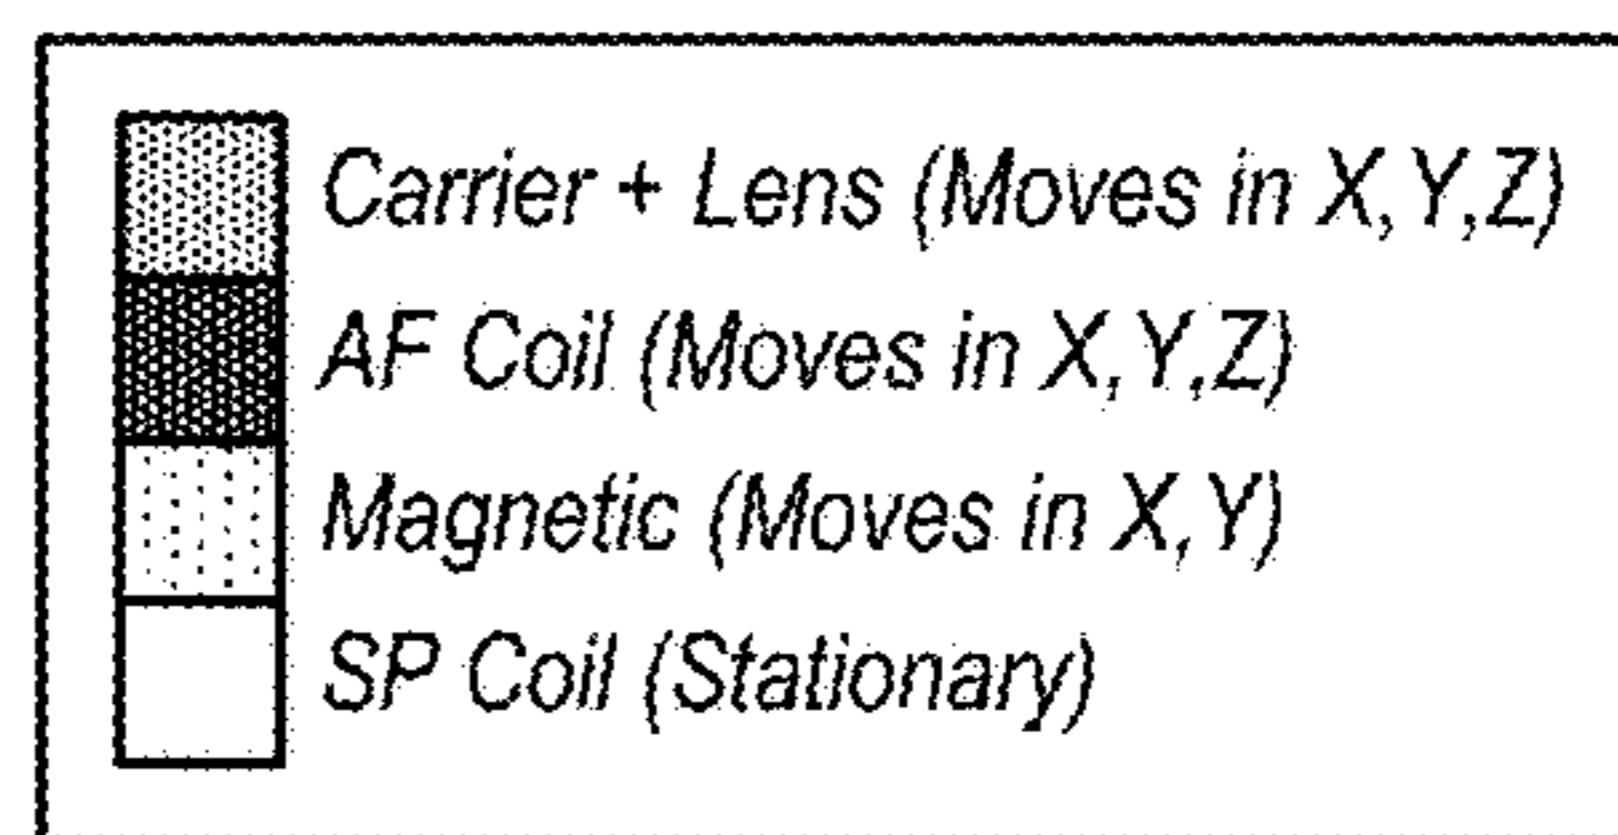 Carrier + Lens (Moves in X,Y,Z)
AF Coil (Moves in X,Y,Z)
Magnetic (Moves in X,Y)
SP Coil (Stationary)